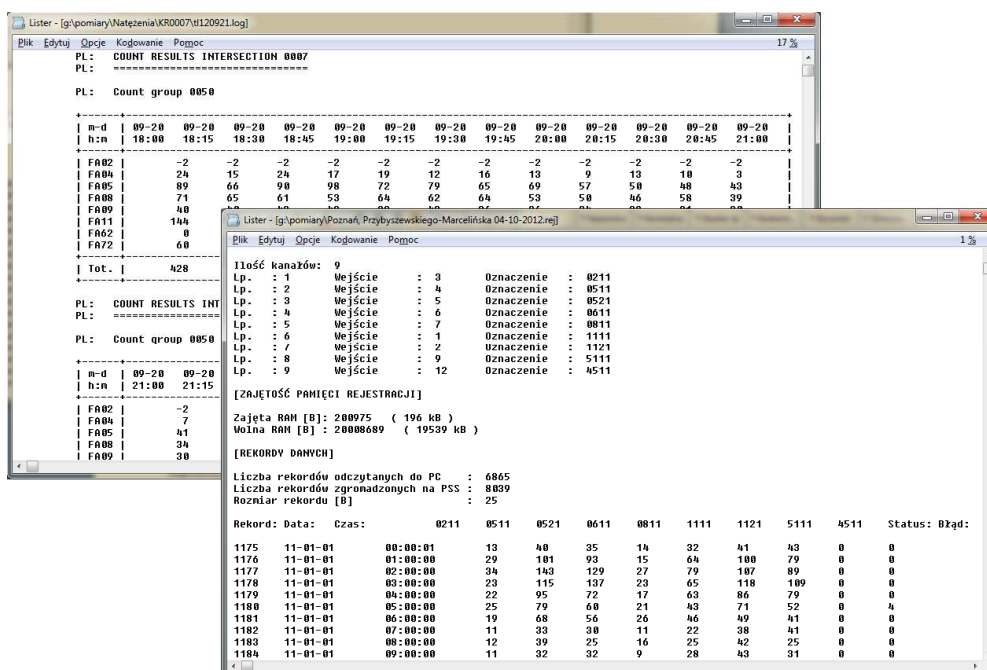 Lister - [g:\pomiary\Natężenia\KR0007\tl120921.log]
Plik Edytuj Opcje Kodowanie Pomoc 17 %
PL: COUNT RESULTS INTERSECTION 0007
PL: ===============================
PL: Count group 0050
| m-d | 09-20 09-20 09-20 09-20 09-20 09-20 09-20 09-20 09-20 09-20 09-20 09-20 09-20 |
| h:m | 18:00 18:15 18:30 18:45 19:00 19:15 19:30 19:45 20:00 20:15 20:30 20:45 21:00 |
| FA02 | -2 -2 -2 -2 -2 -2 -2 -2 -2 -2 -2 -2 |
| FA04 | 24 15 24 17 19 12 16 13 9 13 10 3 |
| FA05 | 89 66 90 98 72 79 65 69 57 50 48 43 |
| FA08 | 71 65 61 53 64 62 64 54 50 46 58 39 |
| FA09 | 40
| FA11 | 144
| FA62 | 0
| FA72 | 60
| Tot. | 428
PL: COUNT RESULTS INT
PL: =================
PL: Count group 0050
| m-d | 09-20 09-20
| h:m | 21:00 21:15
| FA02 | -2
| FA04 | 7
| FA05 | 41
| FA08 | 34
| FA09 | 30
Lister - [g:\pomiary\Poznań, Przybyszewskiego-Marcelińska 04-10-2012.rej]
Plik Edytuj Opcje Kodowanie Pomoc 1 %
Ilość kanałów: 9
Lp. : 1 Wejście : 3 Oznaczenie : 0211
Lp. : 2 Wejście : 4 Oznaczenie : 0511
Lp. : 3 Wejście : 5 Oznaczenie : 0521
Lp. : 4 Wejście : 6 Oznaczenie : 0611
Lp. : 5 Wejście : 7 Oznaczenie : 0811
Lp. : 6 Wejście : 1 Oznaczenie : 1111
Lp. : 7 Wejście : 2 Oznaczenie : 1121
Lp. : 8 Wejście : 9 Oznaczenie : 5111
Lp. : 9 Wejście : 12 Oznaczenie : 4511
[ZAJĘTOŚĆ PAMIĘCI REJESTRACJI]
Zajęta RAM [B]: 200975 ( 196 kB )
Wolna RAM [B] : 20008689 ( 19539 kB )
[REKORDY DANYCH]
Liczba rekordów odczytanych do PC : 6865
Liczba rekordów zgromadzonych na PSS : 8039
Rozmiar rekordu [B] : 25
Rekord: Data: Czas: 0211 0511 0521 0611 0811 1111 1121 5111 4511 Status: Błąd:
1175 11-01-01 00:00:01 13 40 35 14 32 41 43 0 0
1176 11-01-01 01:00:00 29 101 93 15 64 100 79 0 0
1177 11-01-01 02:00:00 34 143 129 27 79 107 89 0 0
1178 11-01-01 03:00:00 23 115 137 23 65 118 109 0 0
1179 11-01-01 04:00:00 22 95 72 17 63 86 79 0 0
1180 11-01-01 05:00:00 25 79 60 21 43 71 52 0 4
1181 11-01-01 06:00:00 19 68 56 26 46 49 41 0 0
1182 11-01-01 07:00:00 11 33 30 11 22 38 41 0 0
1183 11-01-01 08:00:00 12 39 25 16 25 42 25 0 0
1184 11-01-01 09:00:00 11 32 32 9 28 43 31 0 0